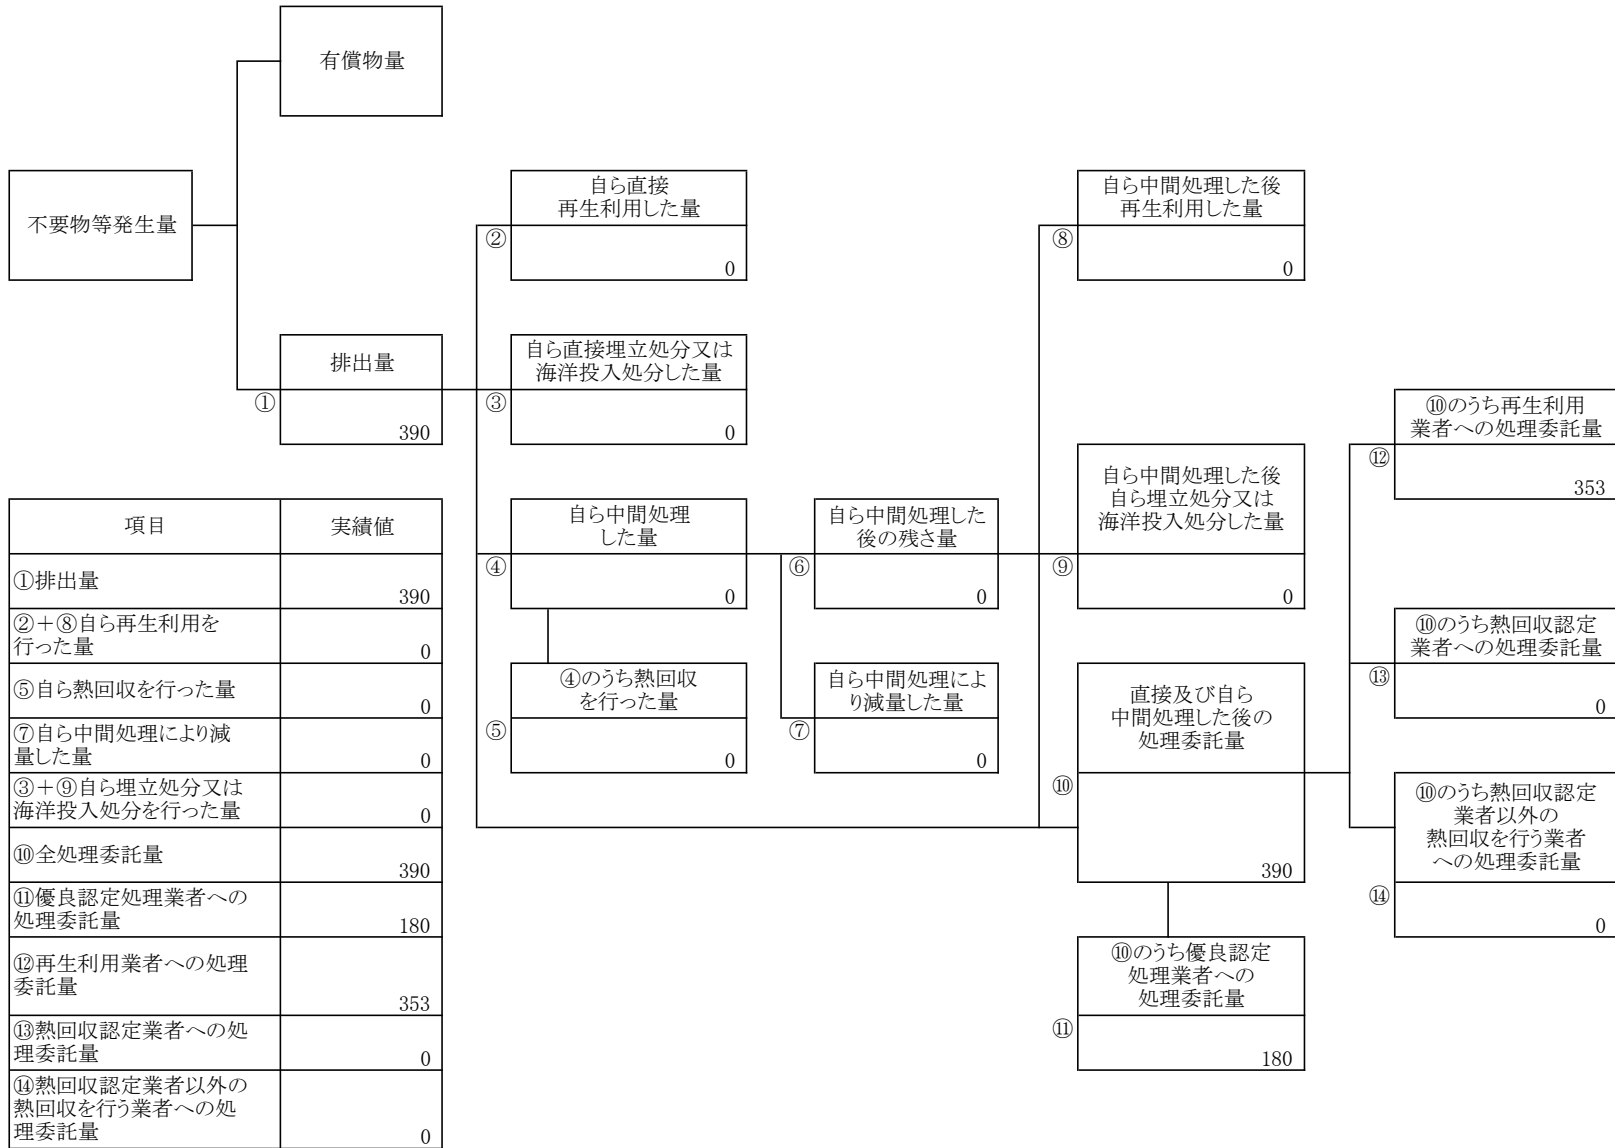 有償物量
不要物等発生量
自ら直接
再生利用した量
②
0
自ら中間処理した後
再生利用した量
⑧
0
排出量
①
390
自ら直接埋立処分又は
海洋投入処分した量
③
0
⑩のうち再生利用
業者への処理委託量
⑫
353
自ら中間処理した後
自ら埋立処分又は
海洋投入処分した量
⑨
0
自ら中間処理
した量
④
0
自ら中間処理した
後の残さ量
⑥
0
⑩のうち熱回収認定
業者への処理委託量
⑬
0
④のうち熱回収
を行った量
⑤
0
自ら中間処理によ
り減量した量
⑦
0
直接及び自ら
中間処理した後の
処理委託量
⑩
390
⑩のうち熱回収認定
業者以外の
熱回収を行う業者
への処理委託量
⑭
0
⑩のうち優良認定
処理業者への
処理委託量
⑪
180
項目 実績値
①排出量
390
②+⑧自ら再生利用を
行った量
0
⑤自ら熱回収を行った量
0
⑦自ら中間処理により減
量した量
0
③+⑨自ら埋立処分又は
海洋投入処分を行った量
0
⑩全処理委託量
390
⑪優良認定処理業者への
処理委託量
180
⑫再生利用業者への処理
委託量
353
⑬熱回収認定業者への処
理委託量
0
⑭熱回収認定業者以外の
熱回収を行う業者への処
理委託量
0